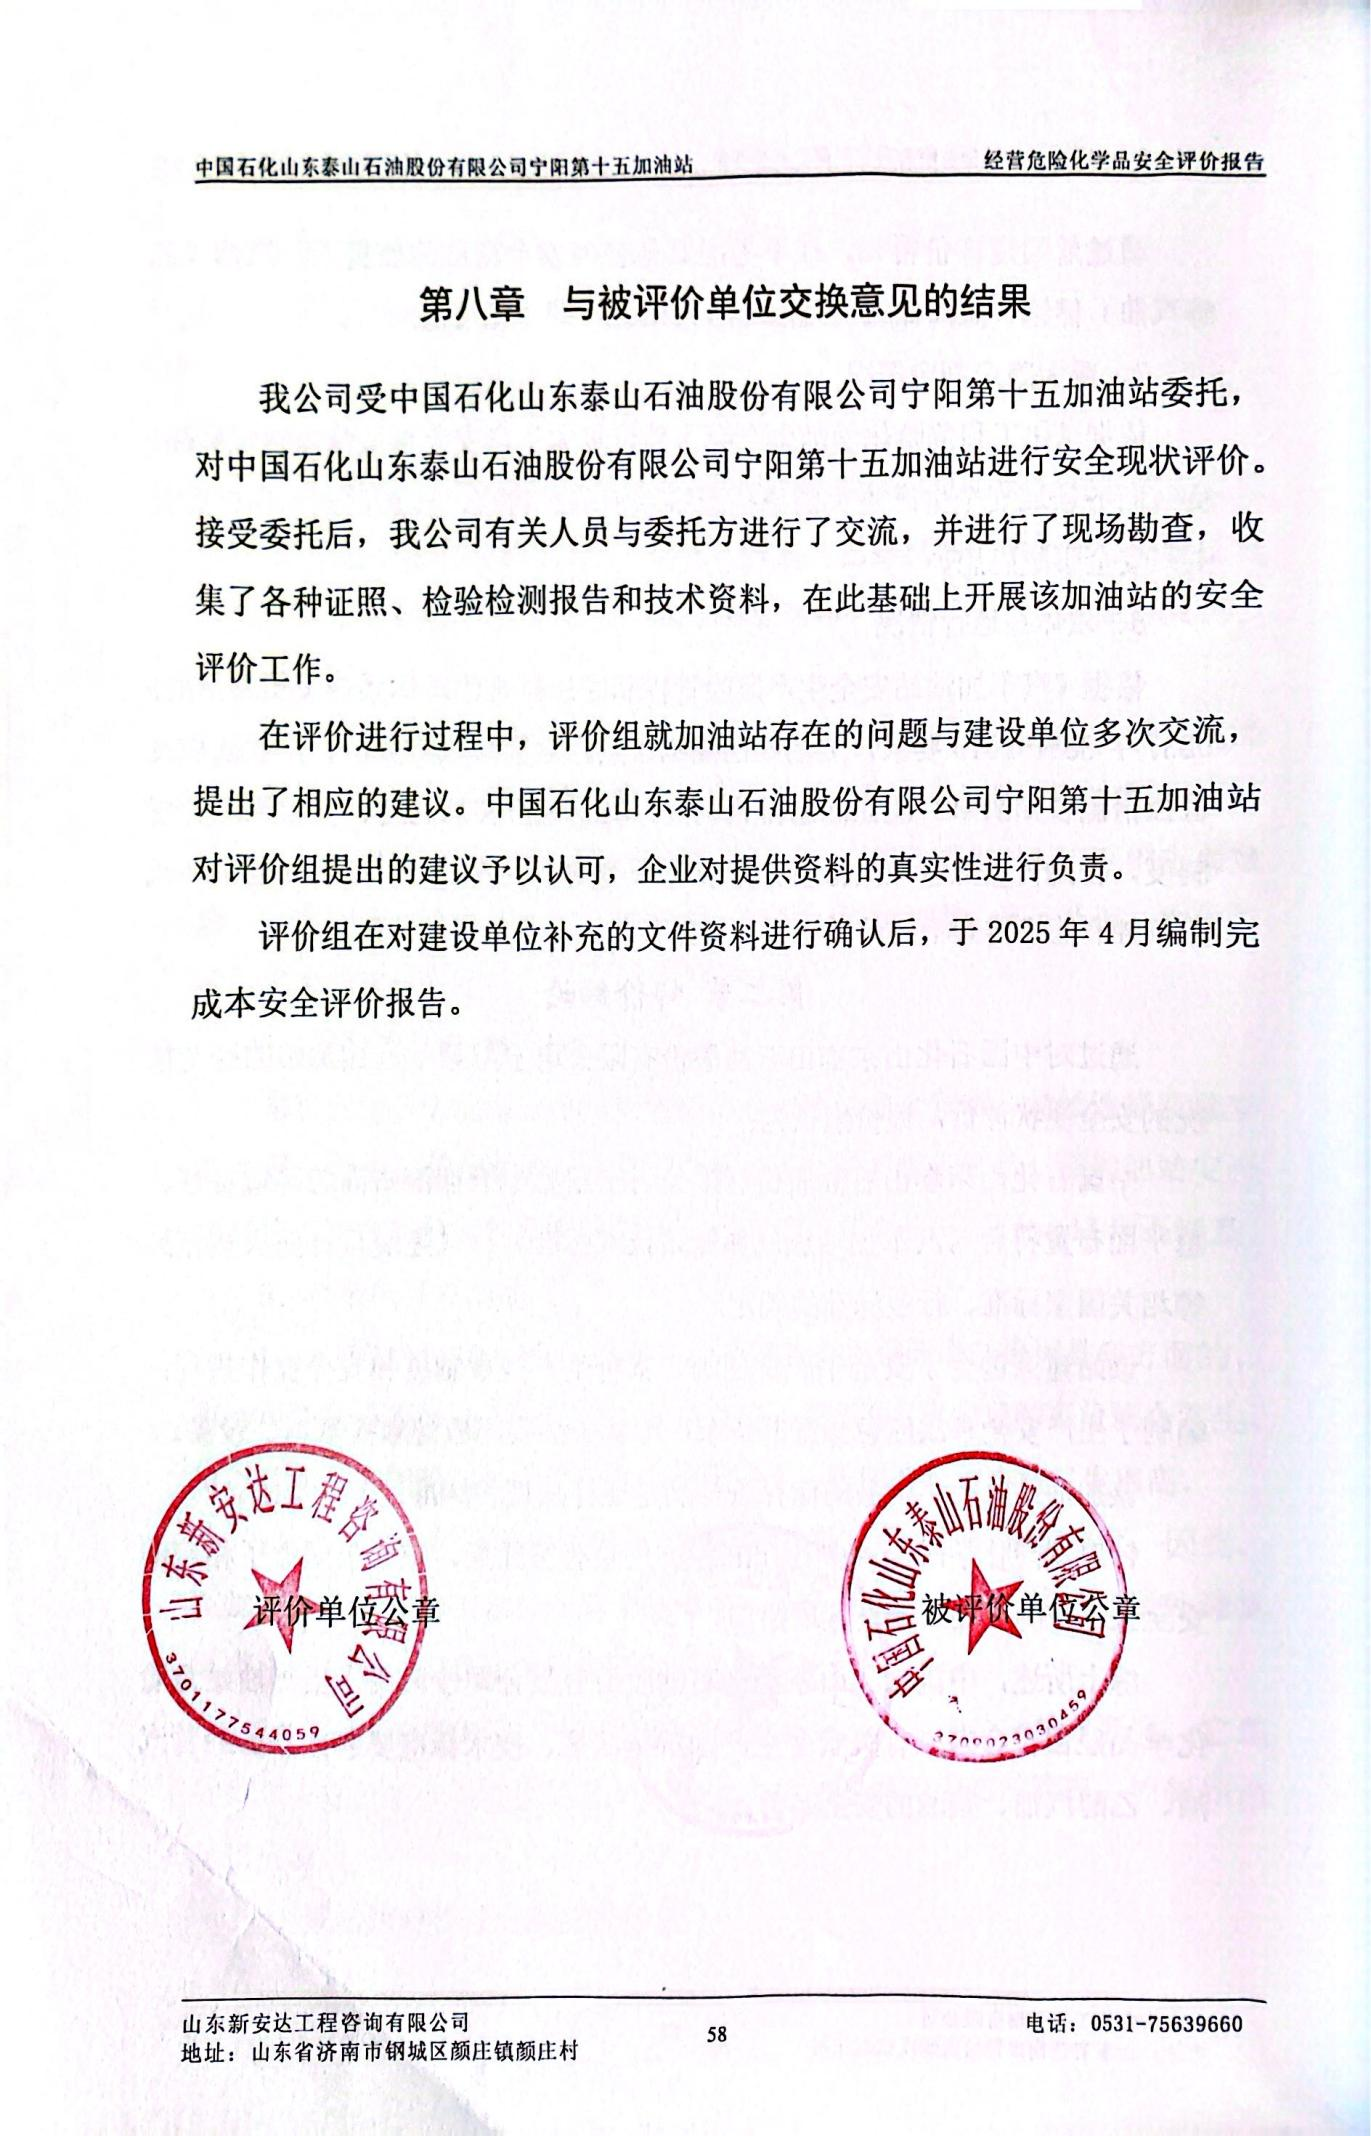 中国石化山东泰山石油股份有限公司宁阳第十五加油站
经营危险化学品安全评价报告
第八章　与被评价单位交换意见的结果
我公司受中国石化山东泰山石油股份有限公司宁阳第十五加油站委托，
对中国石化山东泰山石油股份有限公司宁阳第十五加油站进行安全现状评价。
接受委托后，我公司有关人员与委托方进行了交流，并进行了现场勘查，收
集了各种证照、检验检测报告和技术资料，在此基础上开展该加油站的安全
评价工作。
在评价进行过程中，评价组就加油站存在的问题与建设单位多次交流，
提出了相应的建议。中国石化山东泰山石油股份有限公司宁阳第十五加油站
对评价组提出的建议予以认可，企业对提供资料的真实性进行负责。
评价组在对建设单位补充的文件资料进行确认后，于 2025 年 4 月编制完
成本安全评价报告。
山东新安达工程咨询有限公司
评价单位公章
3701177544059
中国石化山东泰山石油股份有限公司
被评价单位公章
3709023030459
山东新安达工程咨询有限公司
地址：山东省济南市钢城区颜庄镇颜庄村
58
电话：0531-75639660